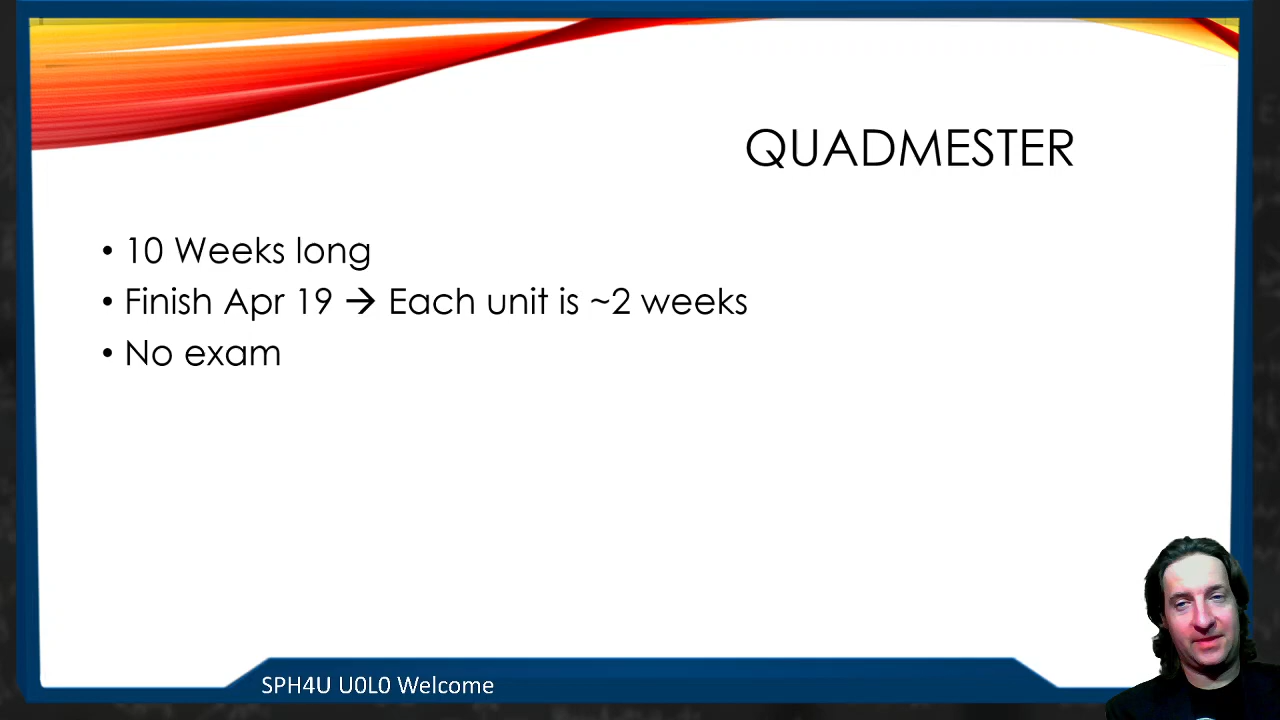 QUADMESTER
• 10 Weeks long
• Finish Apr 19 → Each unit is ~2 weeks
• No exam
SPH4U U0L0 Welcome